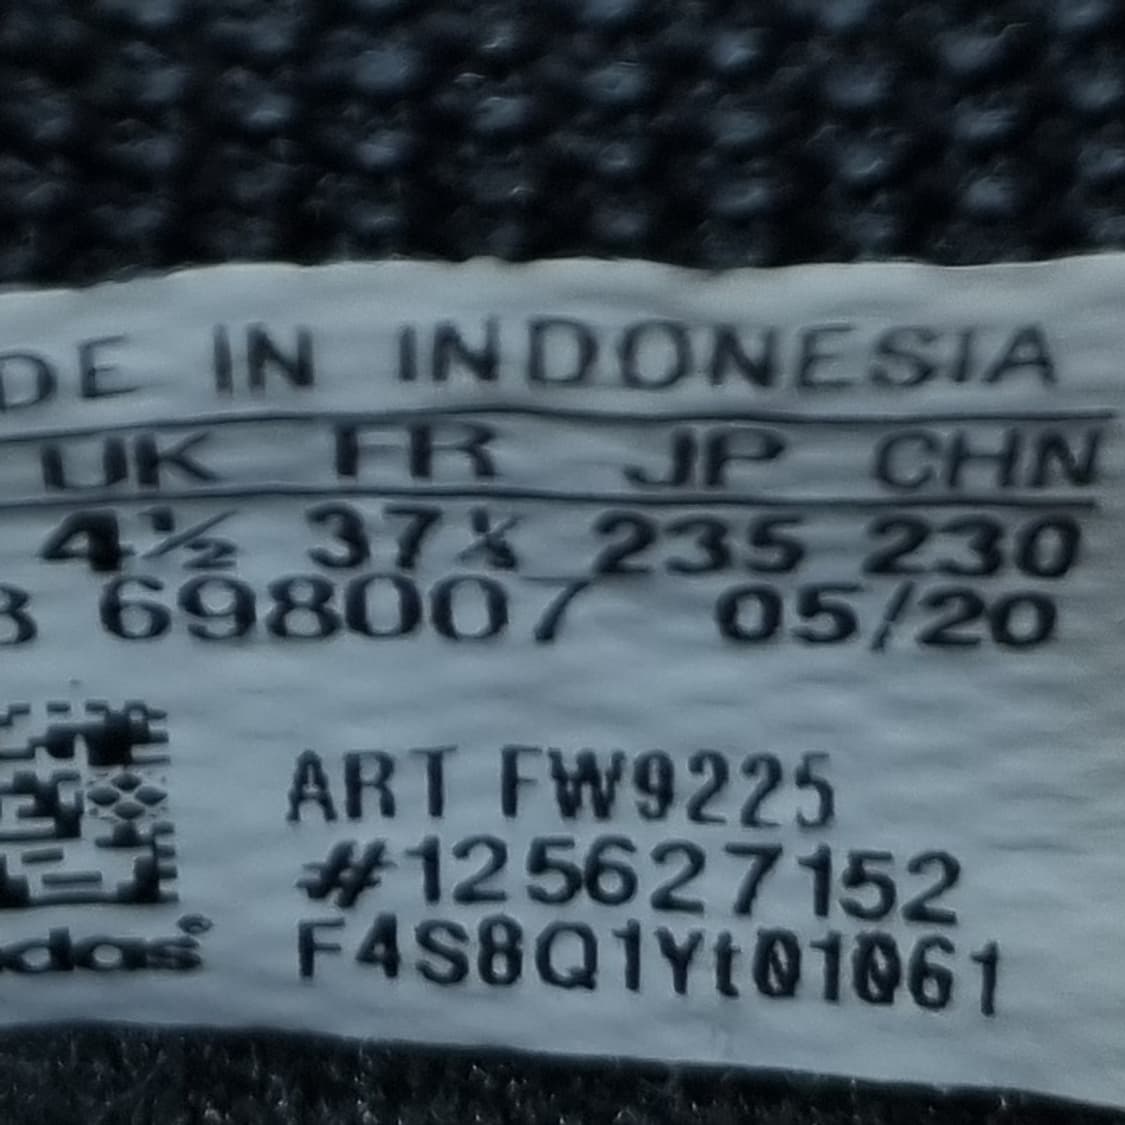 DE IN INDONESIA
UK FR JP CHN
4½ 37⅓ 235 230
698007 05/20
ART FW9225
#125627152
das®
F4S8Q1Yt01061